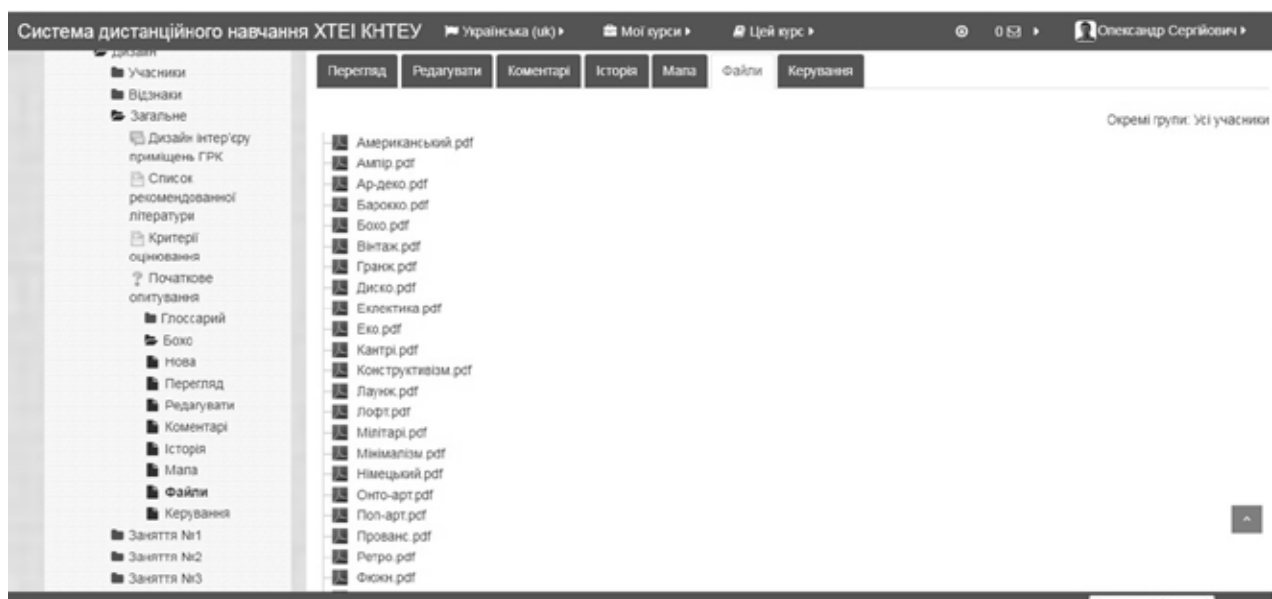 Система дистанційного навчання ХТЕІ КНТЕУ Українська (uk) Мої курси Цей курс 0 Олександр Сергійович
Дизайн
Учасники
Відзнаки
Загальне
Дизайн інтер'єру
приміщень ГРК
Список
рекомендованної
літератури
Критерії
оцінювання
Початкове
опитування
Глоссарий
Бохо
Нова
Перегляд
Редагувати
Коментарі
Історія
Мапа
Файли
Керування
Заняття №1
Заняття №2
Заняття №3
Перегляд Редагувати Коментарі Історія Мапа Файли Керування
Окремі групи: Усі учасники
Американський.pdf
Ампір.pdf
Ар-деко.pdf
Барокко.pdf
Бохо.pdf
Вінтаж.pdf
Гранж.pdf
Диско.pdf
Еклектика.pdf
Еко.pdf
Кантрі.pdf
Конструктивізм.pdf
Лаунж.pdf
Лофт.pdf
Мілітарі.pdf
Мінімалізм.pdf
Німецький.pdf
Онто-арт.pdf
Поп-арт.pdf
Прованс.pdf
Ретро.pdf
Фюжн.pdf